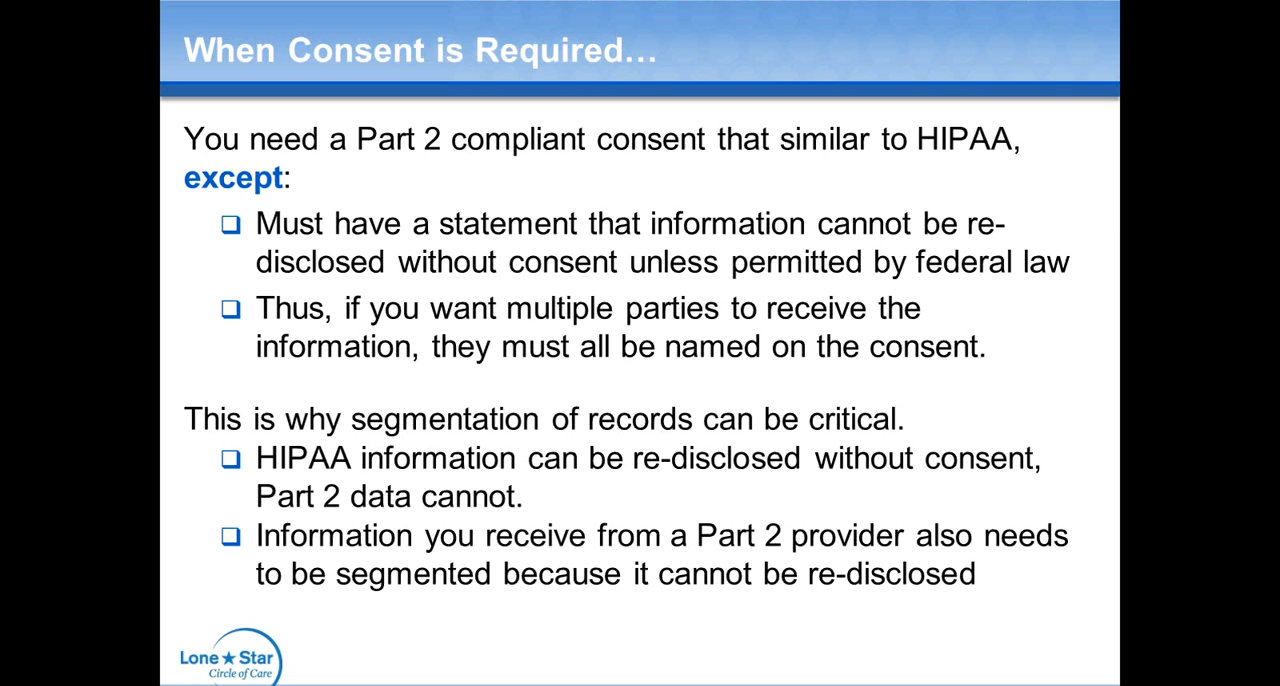 When Consent is Required…
You need a Part 2 compliant consent that similar to HIPAA,
except:
Must have a statement that information cannot be re-
disclosed without consent unless permitted by federal law
Thus, if you want multiple parties to receive the
information, they must all be named on the consent.
This is why segmentation of records can be critical.
HIPAA information can be re-disclosed without consent,
Part 2 data cannot.
Information you receive from a Part 2 provider also needs
to be segmented because it cannot be re-disclosed
Lone★Star
Circle of Care